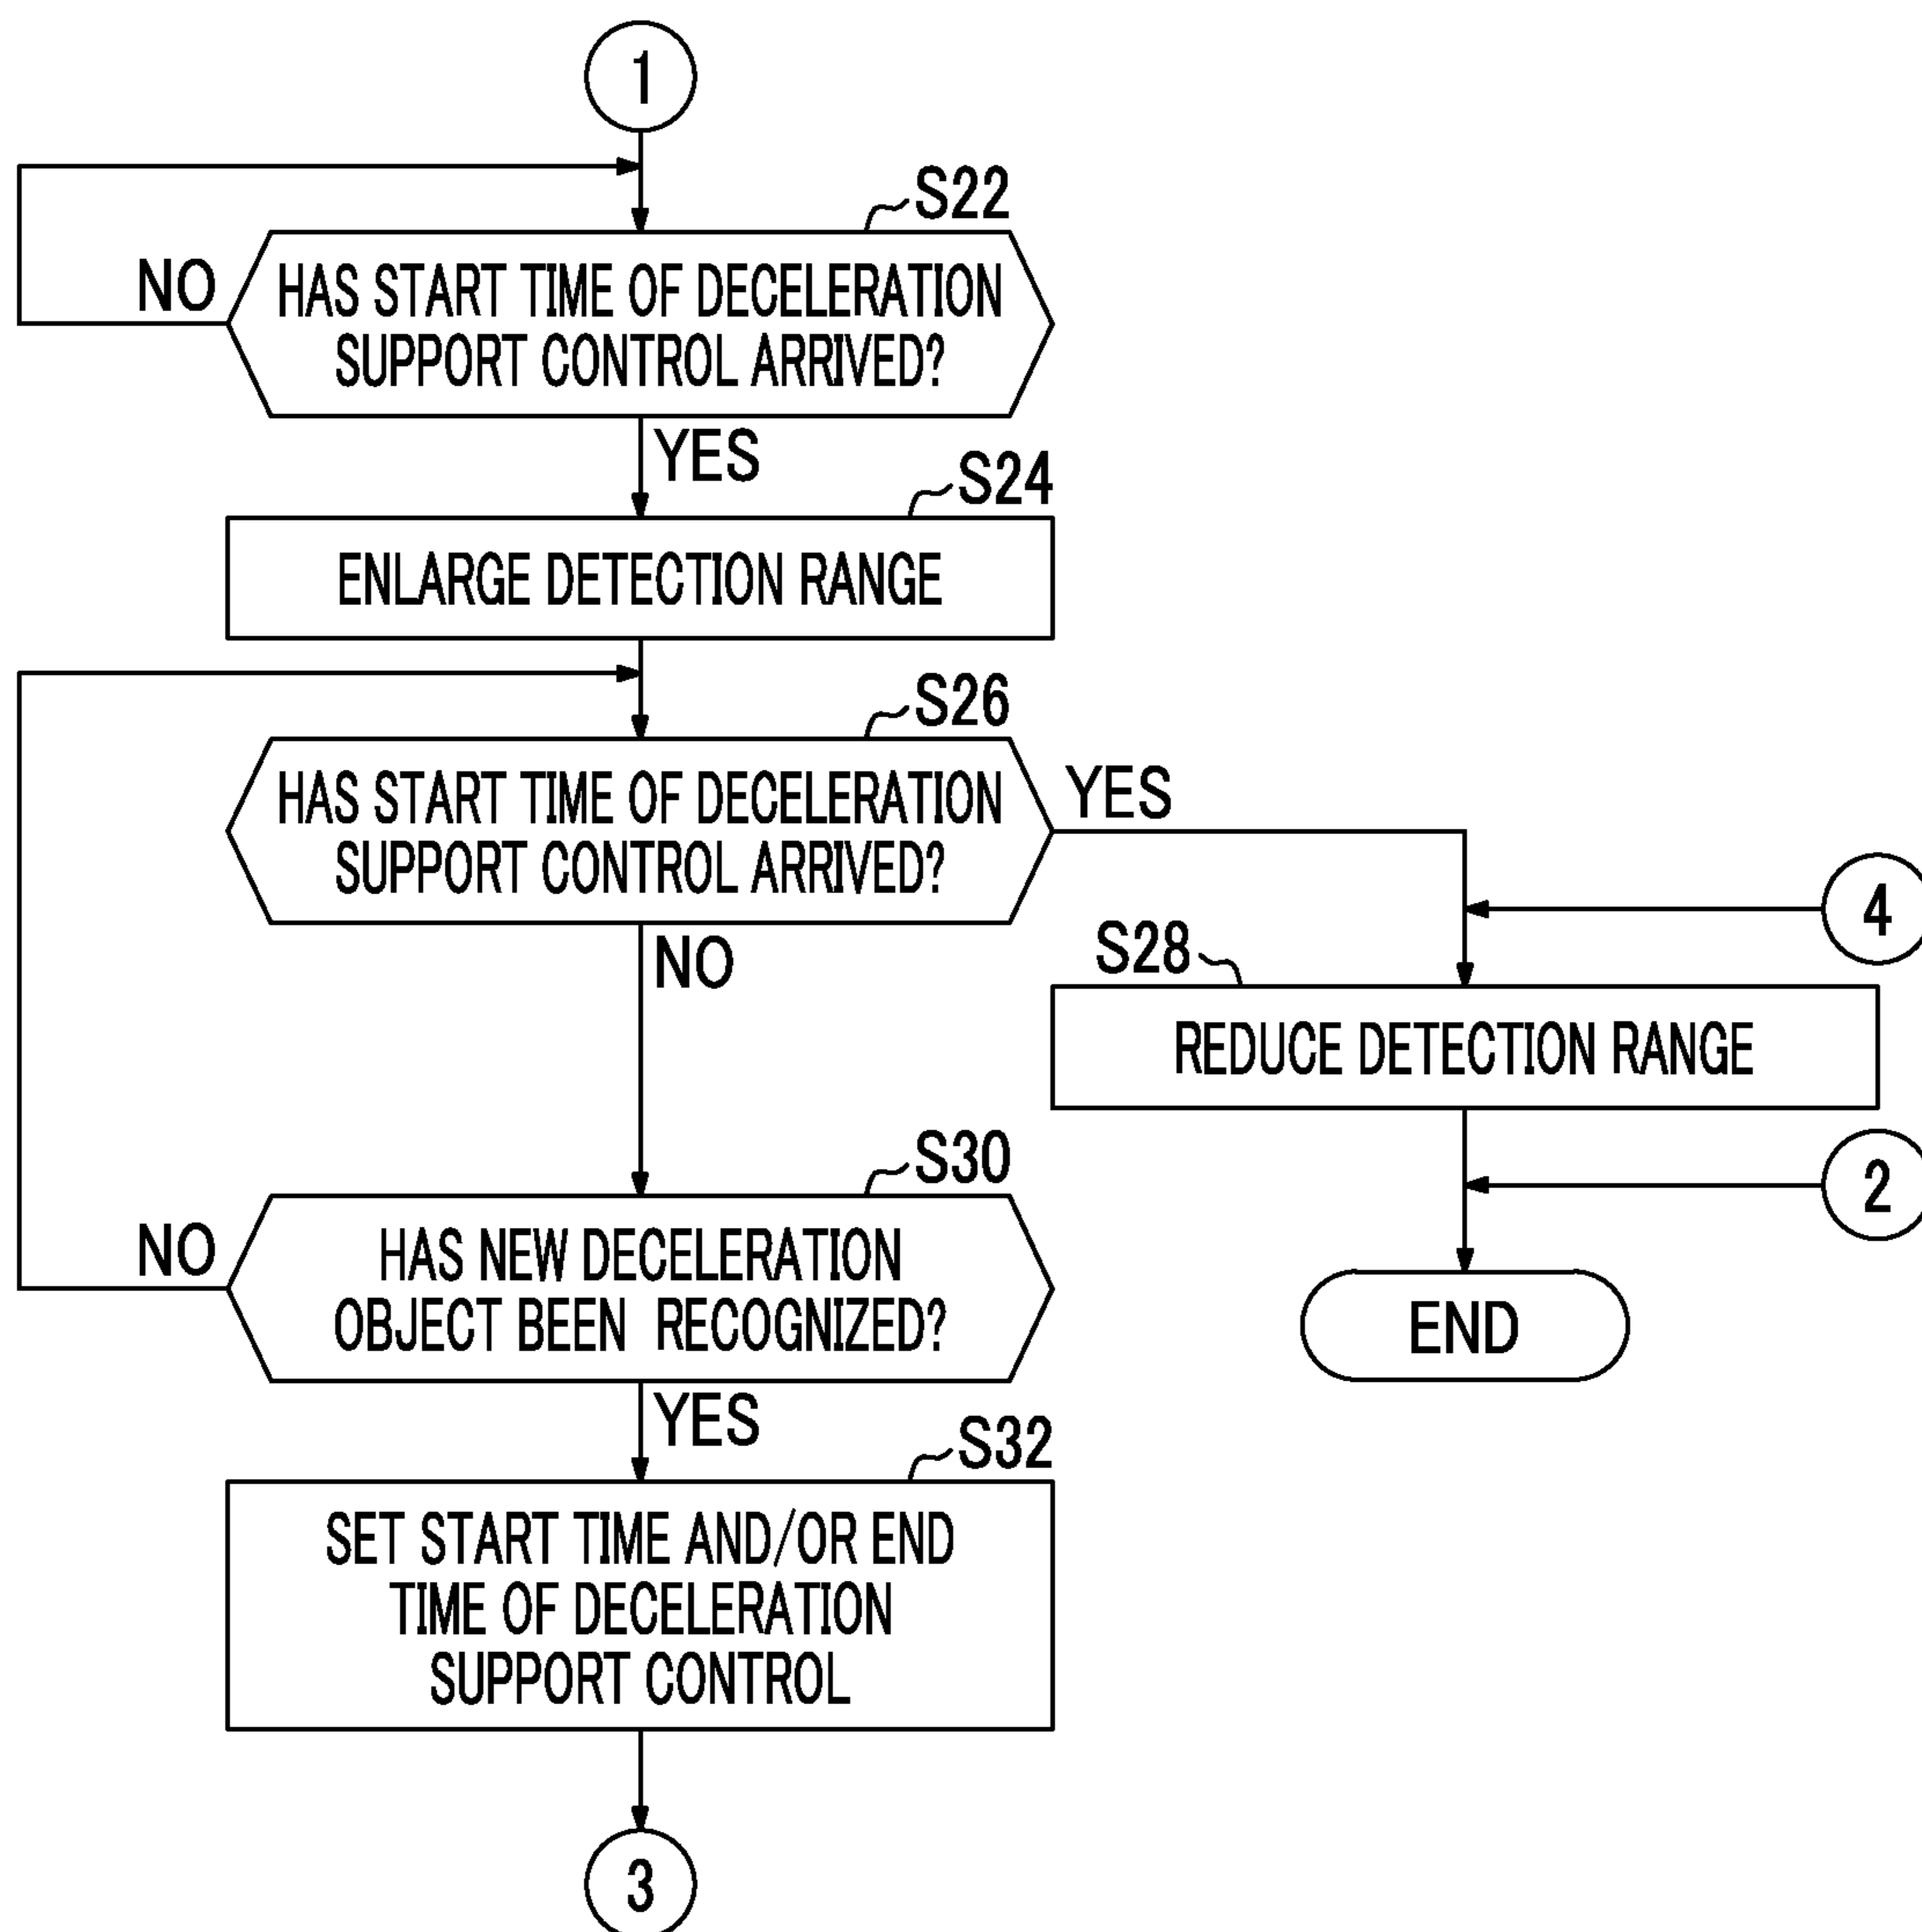 1
S22
NO
HAS START TIME OF DECELERATION
SUPPORT CONTROL ARRIVED?
YES
S24
ENLARGE DETECTION RANGE
S26
HAS START TIME OF DECELERATION
SUPPORT CONTROL ARRIVED?
YES
NO
4
S28
REDUCE DETECTION RANGE
2
END
S30
NO
HAS NEW DECELERATION
OBJECT BEEN RECOGNIZED?
YES
S32
SET START TIME AND/OR END
TIME OF DECELERATION
SUPPORT CONTROL
3